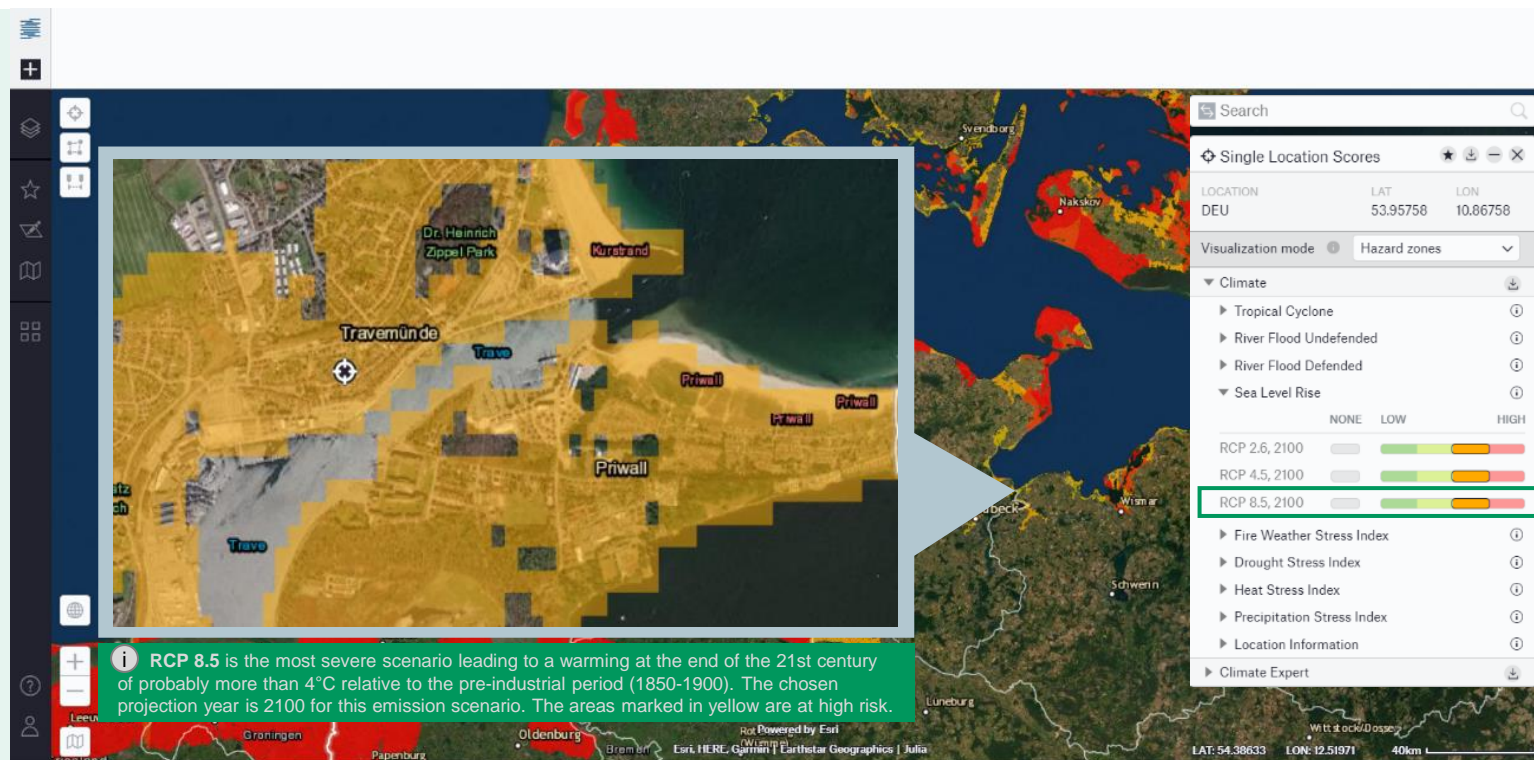 Svendborg
Nakskov
Wismar
Schwerin
Lüneburg
Wittstock/Dosse
Groningen
Papenburg
Oldenburg
Bremen
Dr. Heinrich
Zippel Park
Kurstrand
Travemünde
Trave
Priwall
Priwall
Priwall
Priwall
Trave
i RCP 8.5 is the most severe scenario leading to a warming at the end of the 21st century
of probably more than 4°C relative to the pre-industrial period (1850-1900). The chosen
projection year is 2100 for this emission scenario. The areas marked in yellow are at high risk.
Powered by Esri
Esri, HERE, Garmin | Earthstar Geographics | Julia
LAT: 54.38633 LON: 12.51971 40km
Search
Single Location Scores
LOCATION LAT LON
DEU 53.95758 10.86758
Visualization mode Hazard zones
Climate
Tropical Cyclone
River Flood Undefended
River Flood Defended
Sea Level Rise
NONE LOW HIGH
RCP 2.6, 2100
RCP 4.5, 2100
RCP 8.5, 2100
Fire Weather Stress Index
Drought Stress Index
Heat Stress Index
Precipitation Stress Index
Location Information
Climate Expert